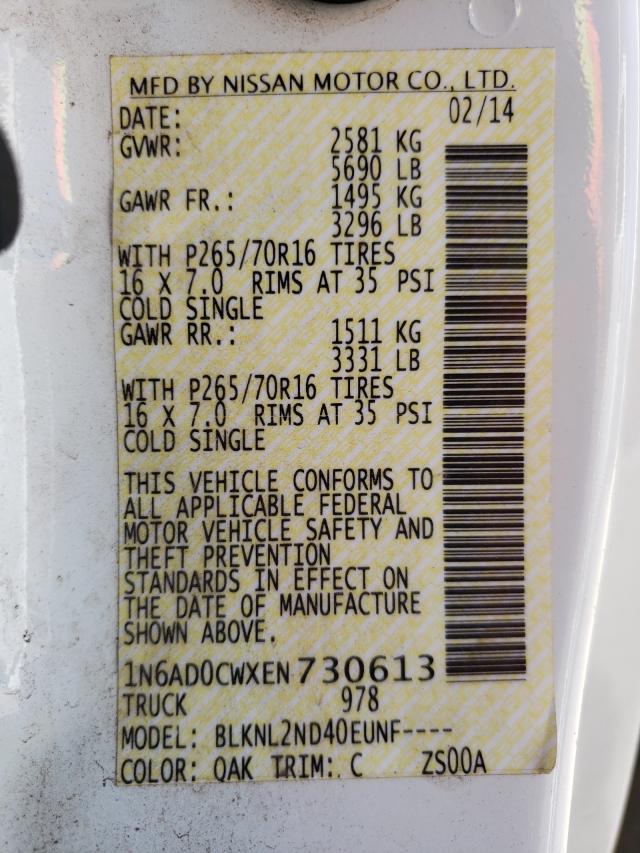 MFD BY NISSAN MOTOR CO., LTD.
DATE: 02/14
GVWR: 2581 KG
5690 LB
GAWR FR.: 1495 KG
3296 LB
WITH P265/70R16 TIRES
16 X 7.0 RIMS AT 35 PSI
COLD SINGLE
GAWR RR.: 1511 KG
3331 LB
WITH P265/70R16 TIRES
16 X 7.0 RIMS AT 35 PSI
COLD SINGLE
THIS VEHICLE CONFORMS TO
ALL APPLICABLE FEDERAL
MOTOR VEHICLE SAFETY AND
THEFT PREVENTION
STANDARDS IN EFFECT ON
THE DATE OF MANUFACTURE
SHOWN ABOVE.
1N6AD0CWXEN730613
TRUCK 978
MODEL: BLKNL2ND40EUNF----
COLOR: QAK TRIM: C ZS00A